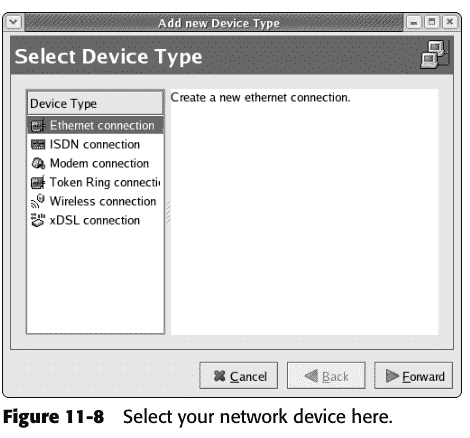 Add new Device Type
Select Device Type
Device Type
Create a new ethernet connection.
Ethernet connection
ISDN connection
Modem connection
Token Ring connecti
Wireless connection
xDSL connection
Cancel
Back
Forward
Figure 11-8 Select your network device here.